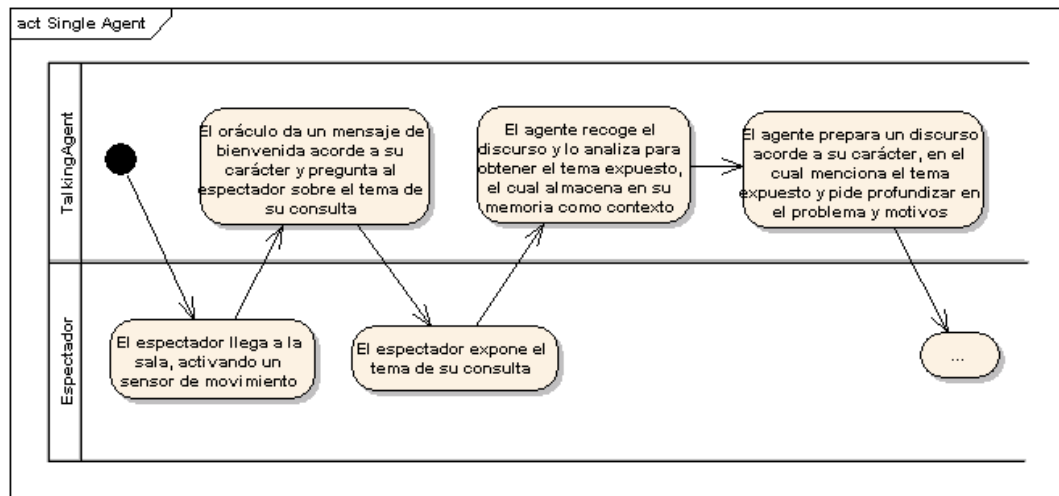 act Single Agent
TalkingAgent
El oráculo da un mensaje de
bienvenida acorde a su
carácter y pregunta al
espectador sobre el tema de
su consulta
El agente recoge el
discurso y lo analiza para
obtener el tema expuesto,
el cual almacena en su
memoria como contexto
El agente prepara un discurso
acorde a su carácter, en el
cual menciona el tema
expuesto y pide profundizar en
el problema y motivos
Espectador
El espectador llega a la
sala, activando un
sensor de movimiento
El espectador expone el
tema de su consulta
...